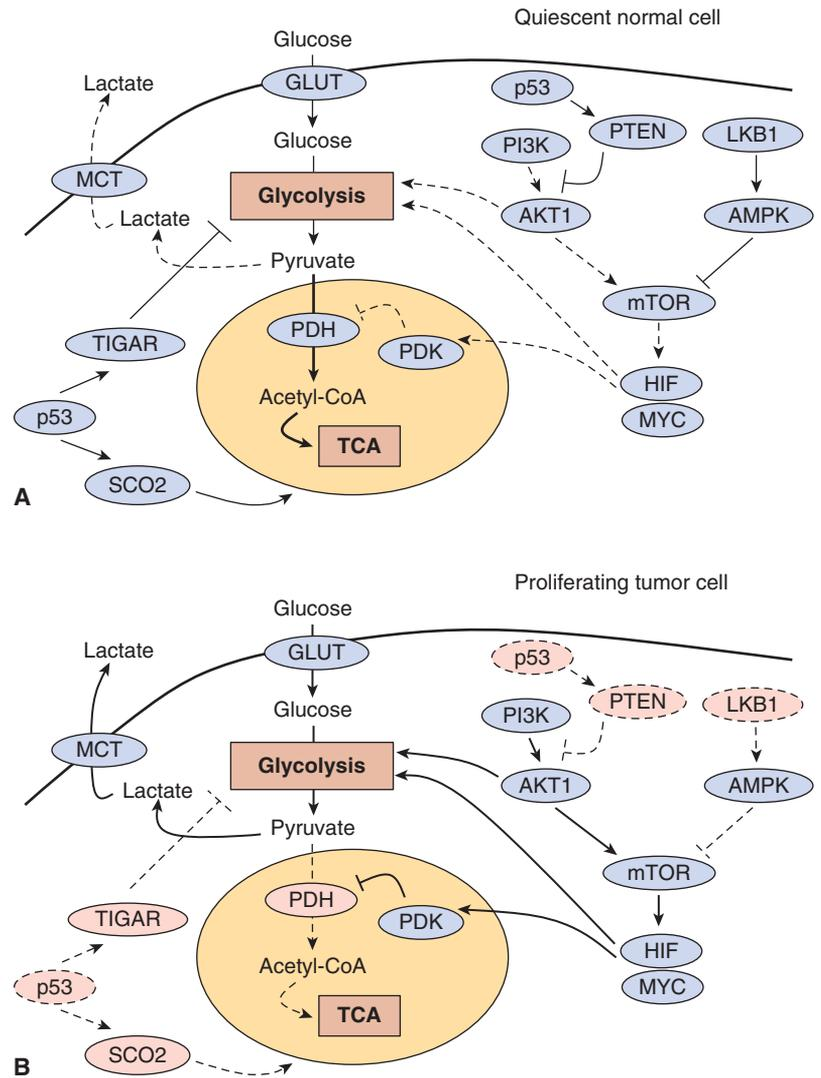 Quiescent normal cell
Glucose
Lactate
GLUT
p53
PTEN
LKB1
Glucose
PI3K
MCT
Glycolysis
AKT1
AMPK
Lactate
Pyruvate
mTOR
PDH
TIGAR
PDK
HIF
Acetyl-CoA
p53
MYC
TCA
SCO2
A
Proliferating tumor cell
Glucose
Lactate
GLUT
p53
PTEN
LKB1
Glucose
PI3K
MCT
Glycolysis
AKT1
AMPK
Lactate
Pyruvate
mTOR
PDH
TIGAR
PDK
HIF
Acetyl-CoA
p53
MYC
TCA
SCO2
B